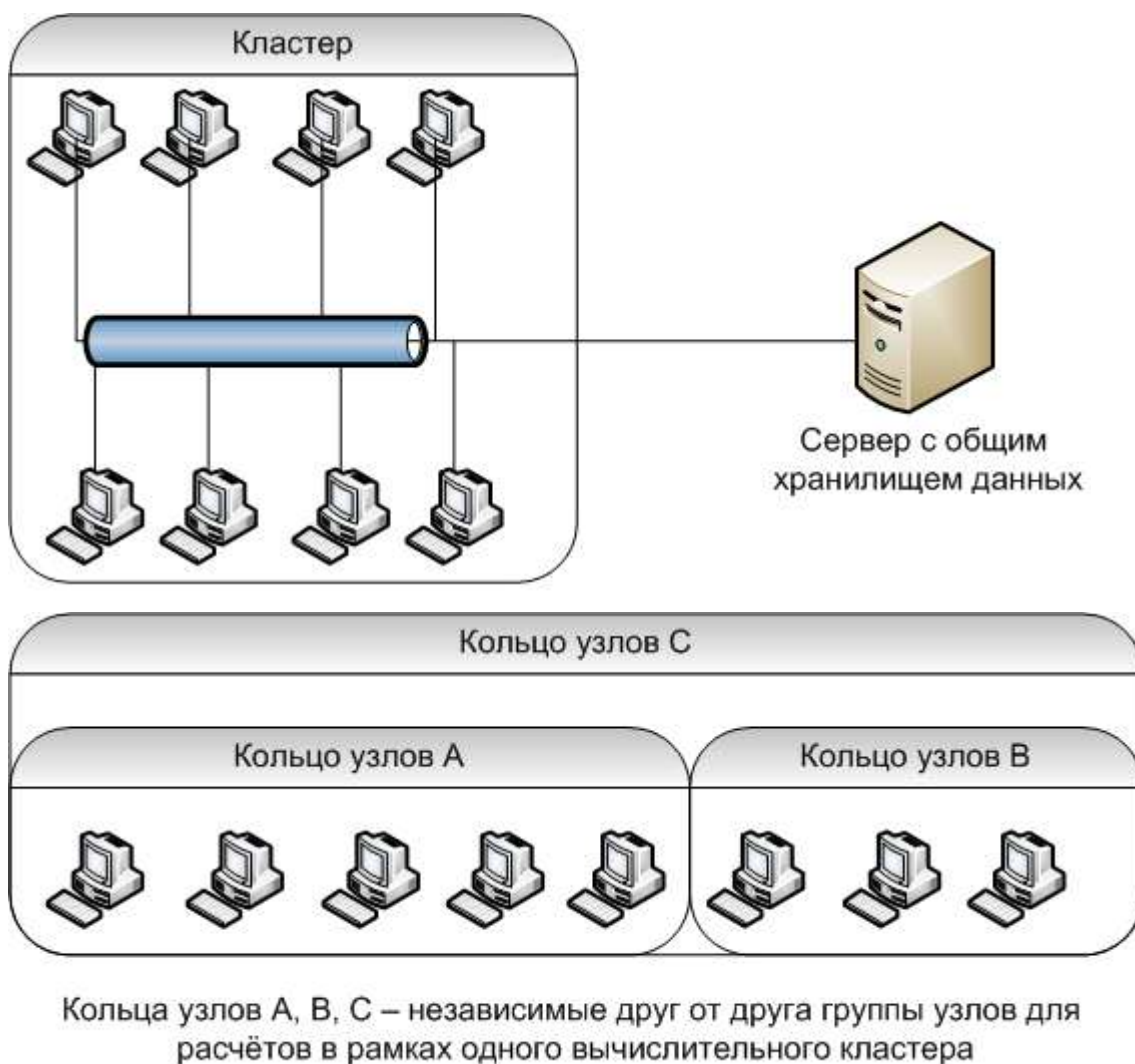 Кластер
Сервер с общим
хранилищем данных
Кольцо узлов С
Кольцо узлов А
Кольцо узлов В
Кольца узлов А, В, С – независимые друг от друга группы узлов для
расчётов в рамках одного вычислительного кластера